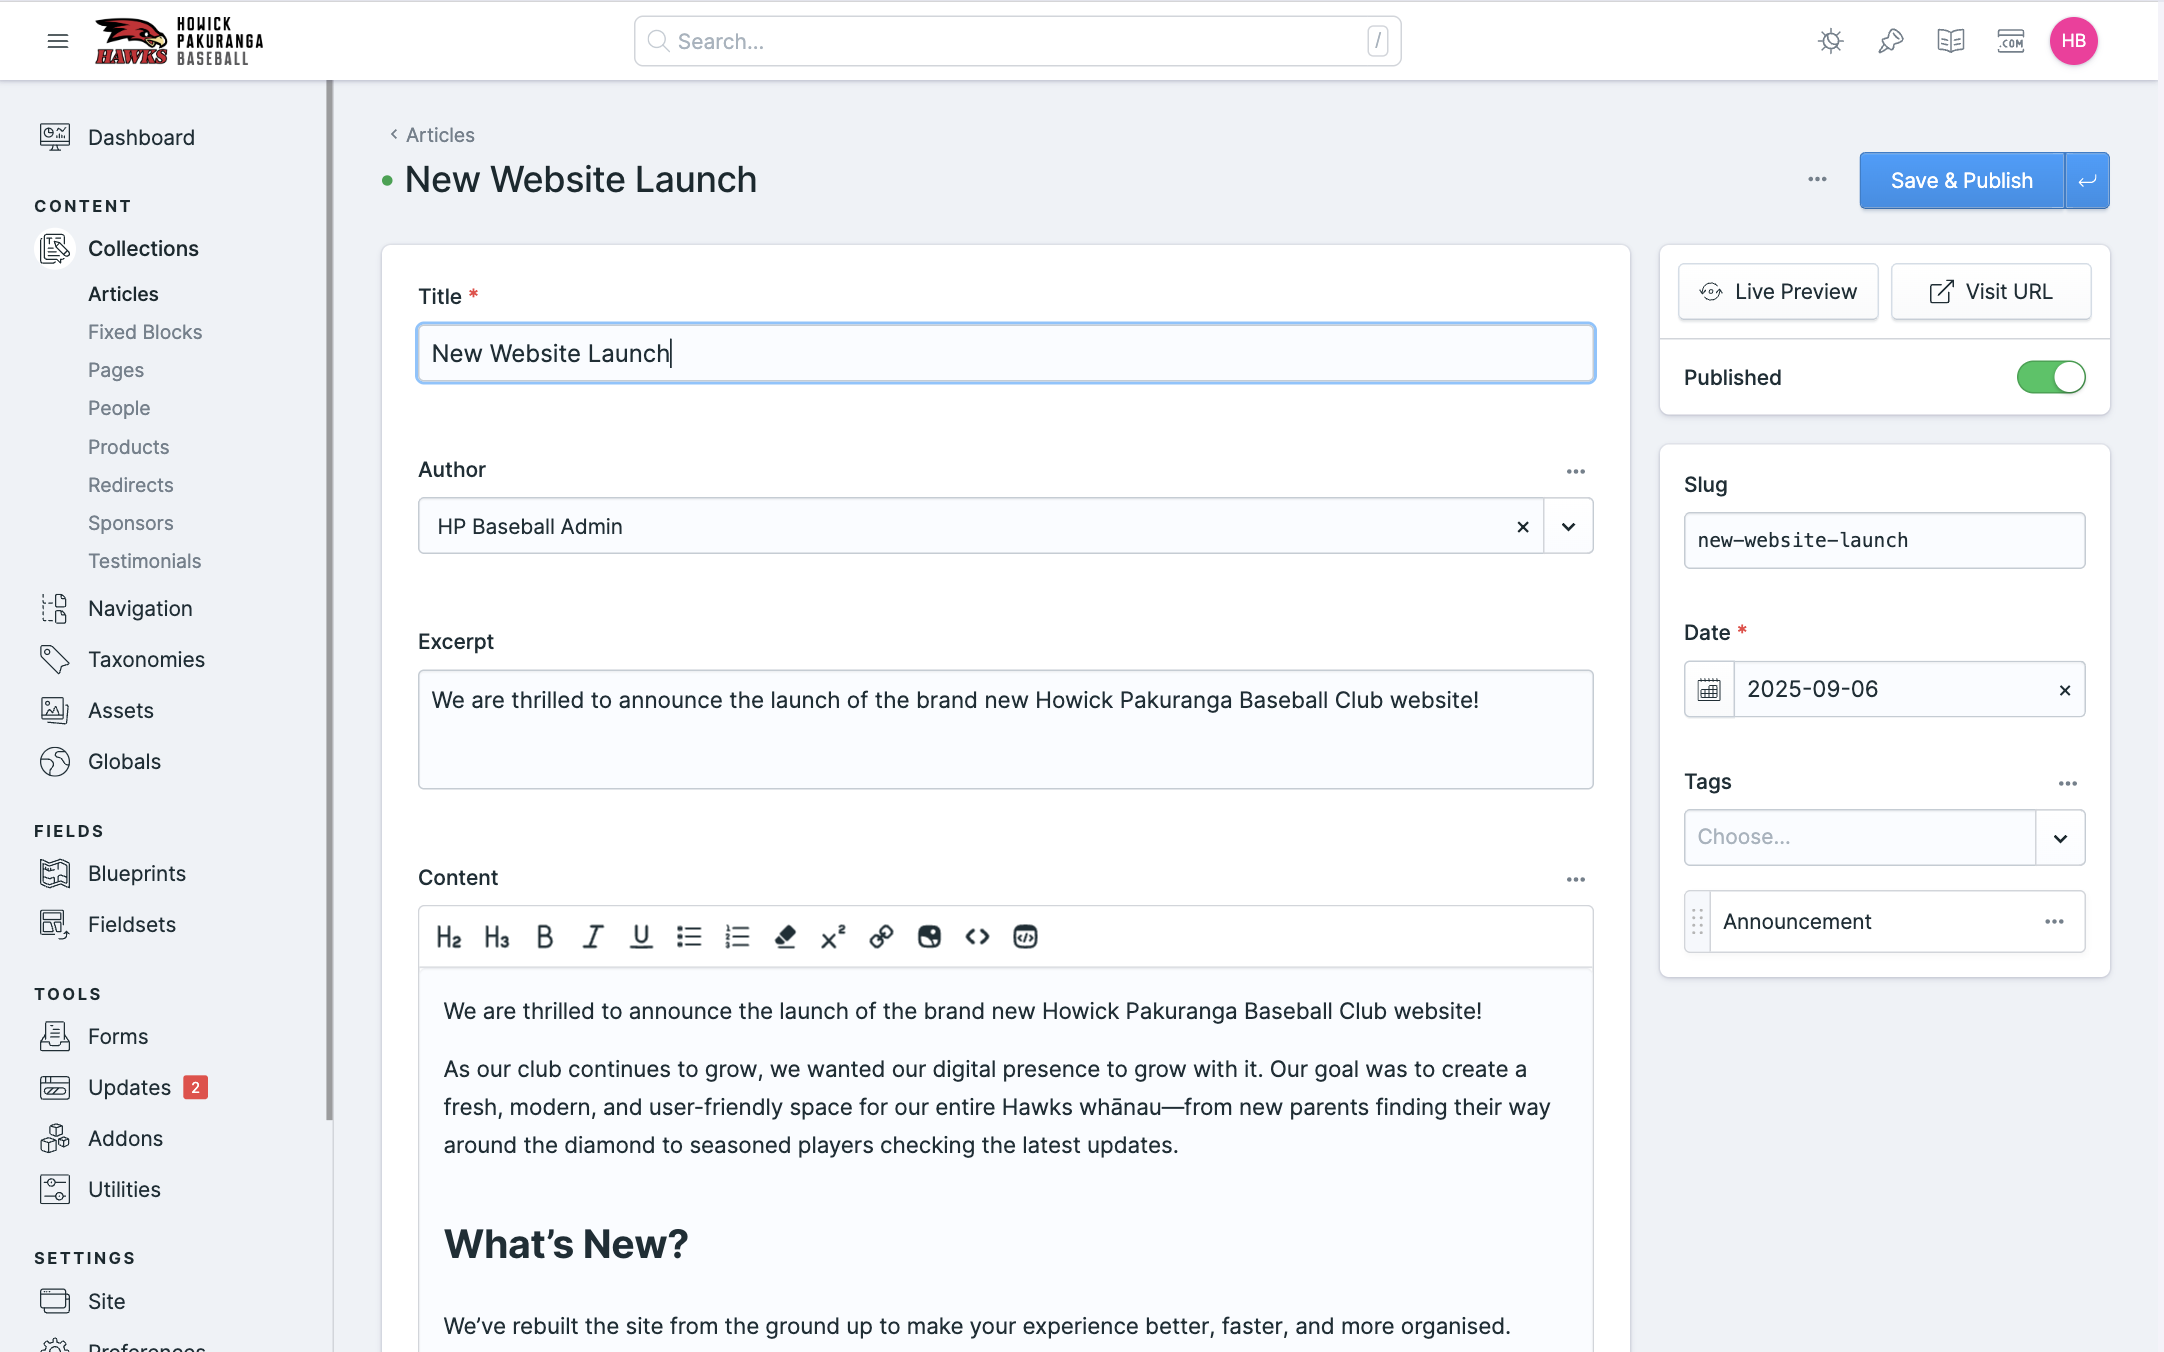 HAWKS
HOWICK
PAKURANGA
BASEBALL
Search...
/
.COM
HB
Dashboard
CONTENT
Collections
Articles
Fixed Blocks
Pages
People
Products
Redirects
Sponsors
Testimonials
Navigation
Taxonomies
Assets
Globals
FIELDS
Blueprints
Fieldsets
TOOLS
Forms
Updates 2
Addons
Utilities
SETTINGS
Site
Preferences
‹ Articles
New Website Launch
Save & Publish
Title *
New Website Launch
Author
HP Baseball Admin
Excerpt
We are thrilled to announce the launch of the brand new Howick Pakuranga Baseball Club website!
Content
H2 H3 B I U x²
We are thrilled to announce the launch of the brand new Howick Pakuranga Baseball Club website!
As our club continues to grow, we wanted our digital presence to grow with it. Our goal was to create a
fresh, modern, and user-friendly space for our entire Hawks whānau—from new parents finding their way
around the diamond to seasoned players checking the latest updates.
What’s New?
We’ve rebuilt the site from the ground up to make your experience better, faster, and more organised.
Live Preview
Visit URL
Published
Slug
new-website-launch
Date *
2025-09-06
Tags
Choose...
Announcement